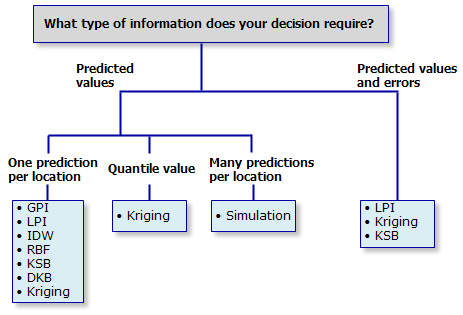 What type of information does your decision require?
Predicted
values
Predicted values
and errors
One prediction
per location
Quantile value
Many predictions
per location
• GPI
• LPI
• IDW
• RBF
• KSB
• DKB
• Kriging
• Kriging
• Simulation
• LPI
• Kriging
• KSB